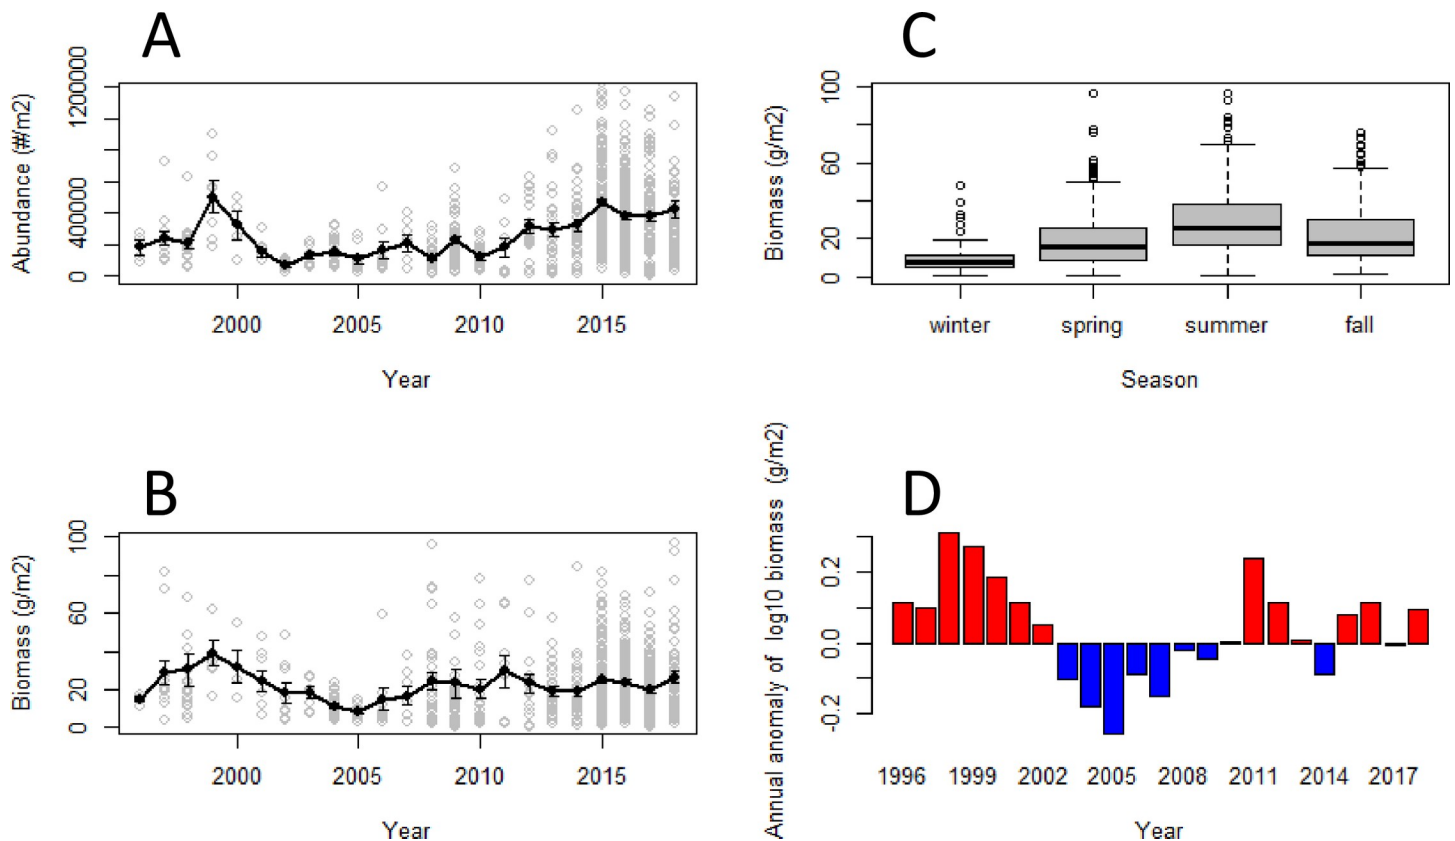 A
Abundance (#/m2)
1200000
400000
0
2000 2005 2010 2015
Year
C
Biomass (g/m2)
100
60
20
0
winter spring summer fall
Season
B
Biomass (g/m2)
100
60
20
0
2000 2005 2010 2015
Year
D
Annual anomaly of log10 biomass (g/m2)
0.2
0.0
-0.2
1996 1999 2002 2005 2008 2011 2014 2017
Year